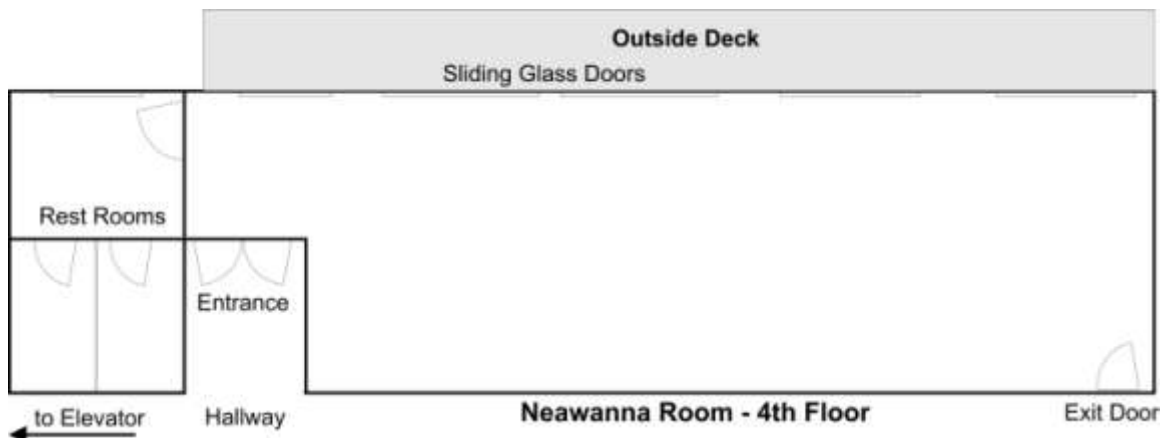 Outside Deck
Sliding Glass Doors
Rest Rooms
Entrance
to Elevator
Hallway
Neawanna Room - 4th Floor
Exit Door